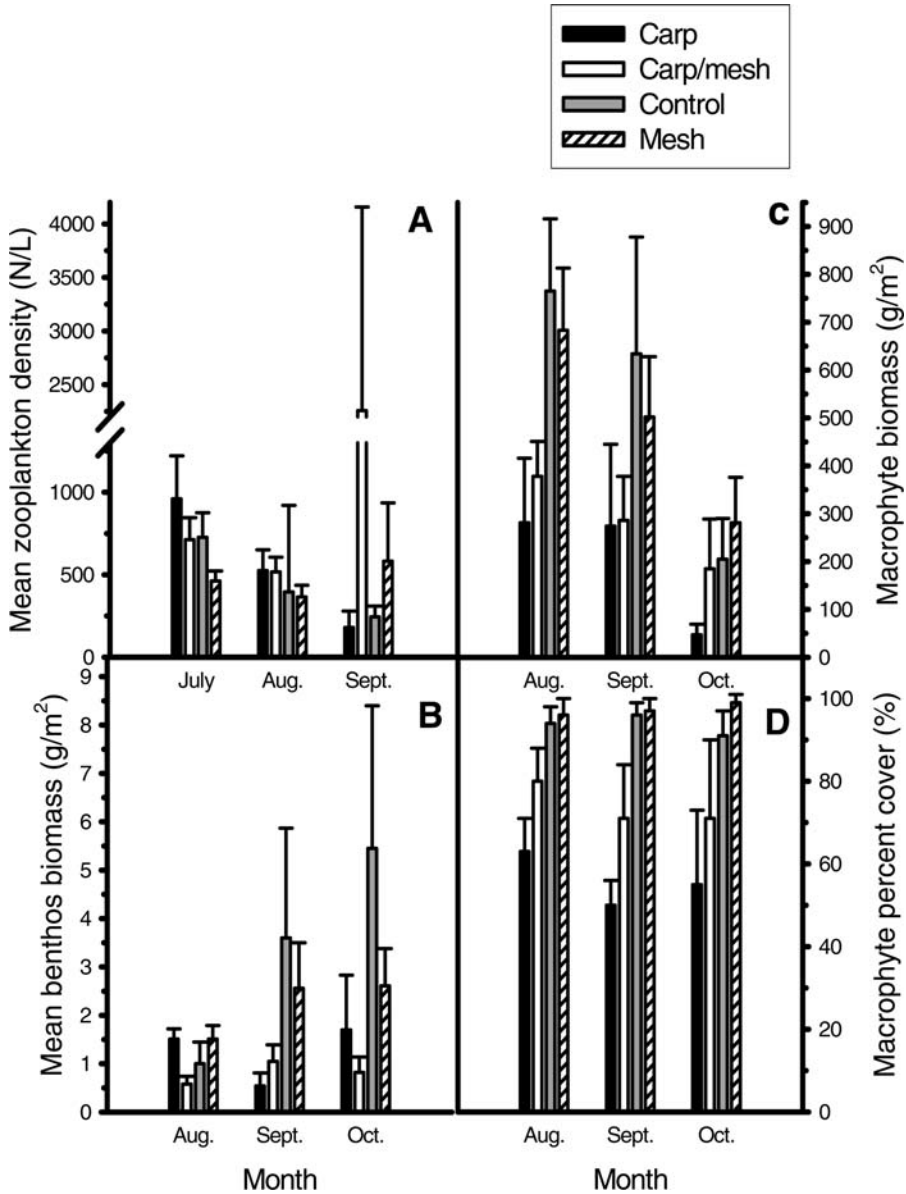 Carp
Carp/mesh
Control
Mesh
A
Mean zooplankton density (N/L)
4000
3500
3000
2500
1000
500
0
July Aug. Sept.
C
Macrophyte biomass (g/m²)
900
800
700
600
500
400
300
200
100
0
Aug. Sept. Oct.
B
Mean benthos biomass (g/m²)
9
8
7
6
5
4
3
2
1
0
Aug. Sept. Oct.
Month
D
Macrophyte percent cover (%)
100
80
60
40
20
0
Aug. Sept. Oct.
Month